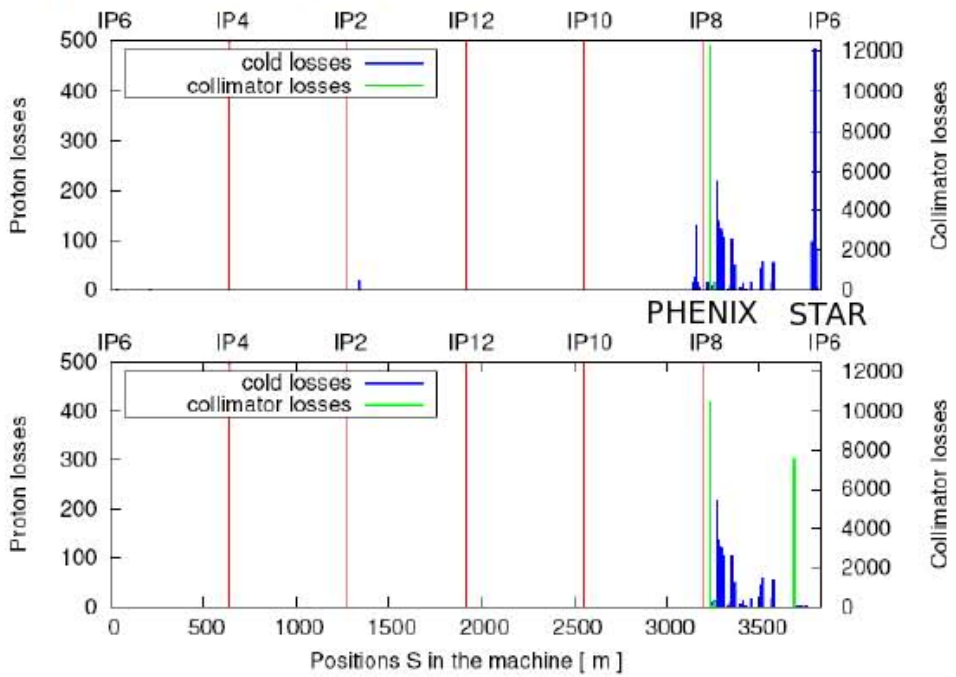 IP6 IP4 IP2 IP12 IP10 IP8 IP6
500 12000
cold losses
collimator losses
400 10000
300 8000
6000
200 4000
100 2000
0 0
Proton losses
Collimator losses
PHENIX STAR
IP6 IP4 IP2 IP12 IP10 IP8 IP6
500 12000
cold losses
collimator losses
400 10000
300 8000
6000
200 4000
100 2000
0 0
Proton losses
Collimator losses
0 500 1000 1500 2000 2500 3000 3500
Positions S in the machine [ m ]